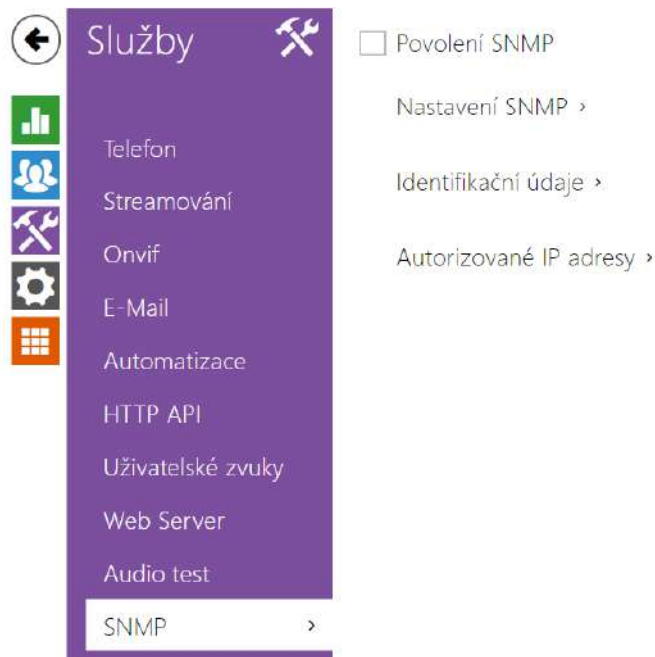 Služby
Telefon
Streamování
Onvif
E-Mail
Automatizace
HTTP API
Uživatelské zvuky
Web Server
Audio test
SNMP
Povolení SNMP
Nastavení SNMP
Identifikační údaje
Autorizované IP adresy